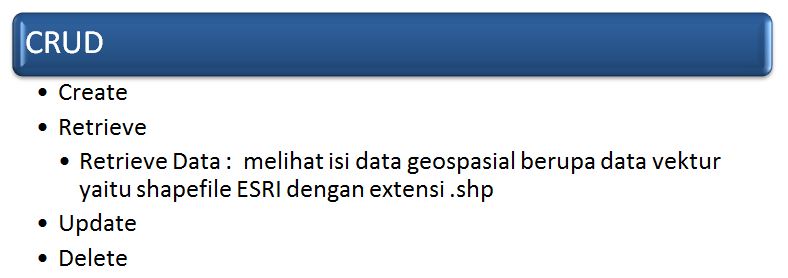 CRUD
• Create
• Retrieve
• Retrieve Data :  melihat isi data geospasial berupa data vektur
yaitu shapefile ESRI dengan extensi .shp
• Update
• Delete